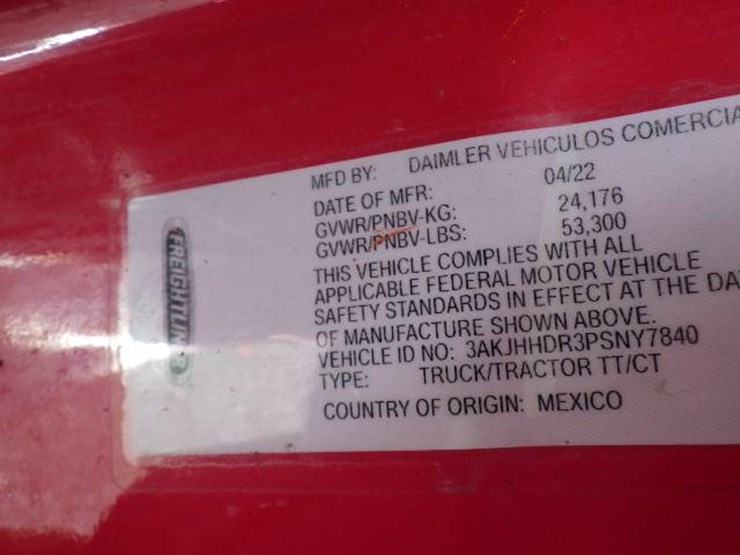 FREIGHTLIN
MFD BY: DAIMLER VEHICULOS COMERCIA
DATE OF MFR: 04/22
GVWR/PNBV-KG: 24,176
GVWR/PNBV-LBS: 53,300
THIS VEHICLE COMPLIES WITH ALL
APPLICABLE FEDERAL MOTOR VEHICLE
SAFETY STANDARDS IN EFFECT AT THE DA
OF MANUFACTURE SHOWN ABOVE.
VEHICLE ID NO: 3AKJHHDR3PSNY7840
TYPE: TRUCK/TRACTOR TT/CT
COUNTRY OF ORIGIN: MEXICO